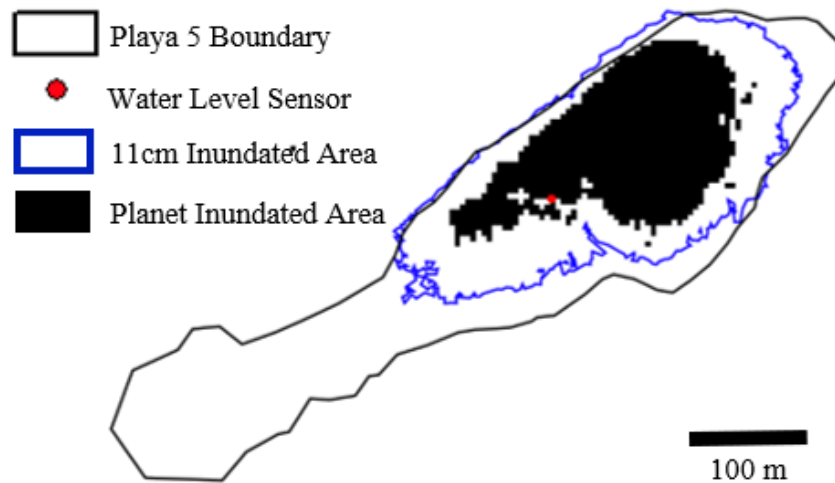 Playa 5 Boundary
Water Level Sensor
11cm Inundated Area
Planet Inundated Area
100 m